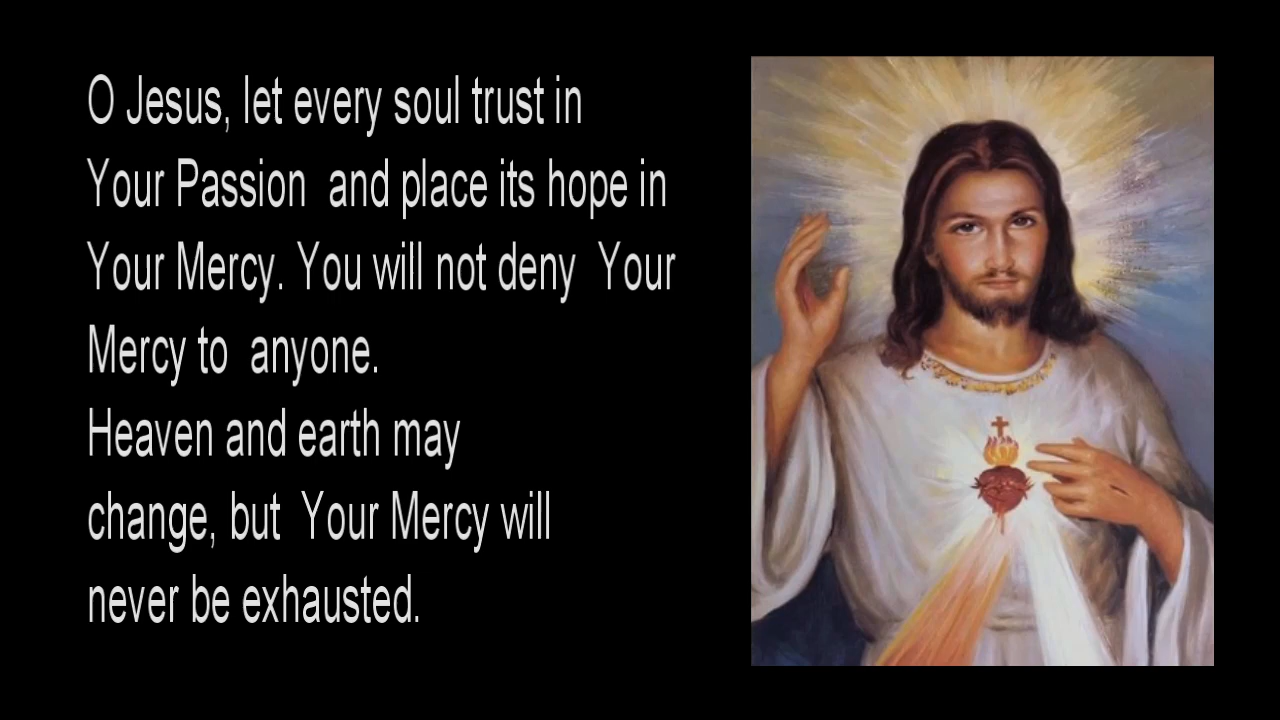 O Jesus, let every soul trust in
Your Passion  and place its hope in
Your Mercy. You will not deny  Your
Mercy to  anyone.
Heaven and earth may
change, but  Your Mercy will
never be exhausted.